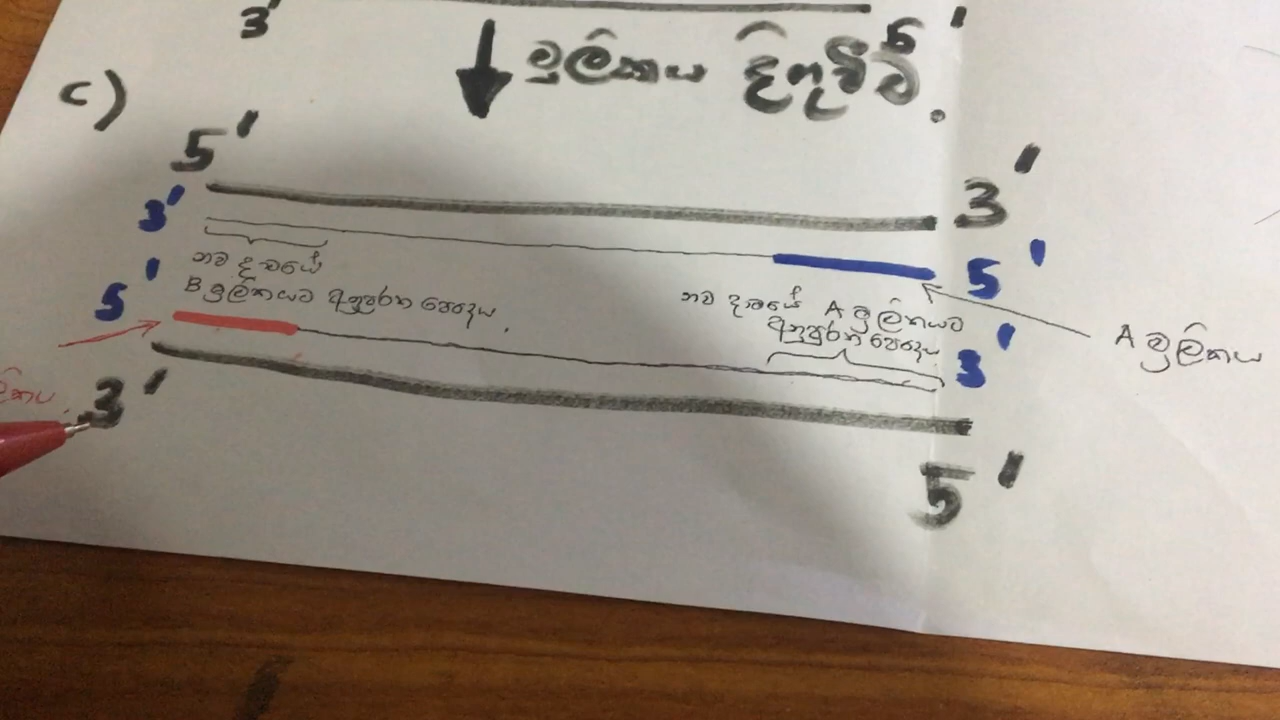 3' 5'
මූලිකය දිගුවීම.
c)
5' 3'
3' 5'
නව දාමයේ
B මූලිකයට අනුපූරක පෙදෙස.
5'
නව දාමයේ A මූලිකයට
අනුපූරක පෙදෙස
3'
A මූලිකය
3' 5'